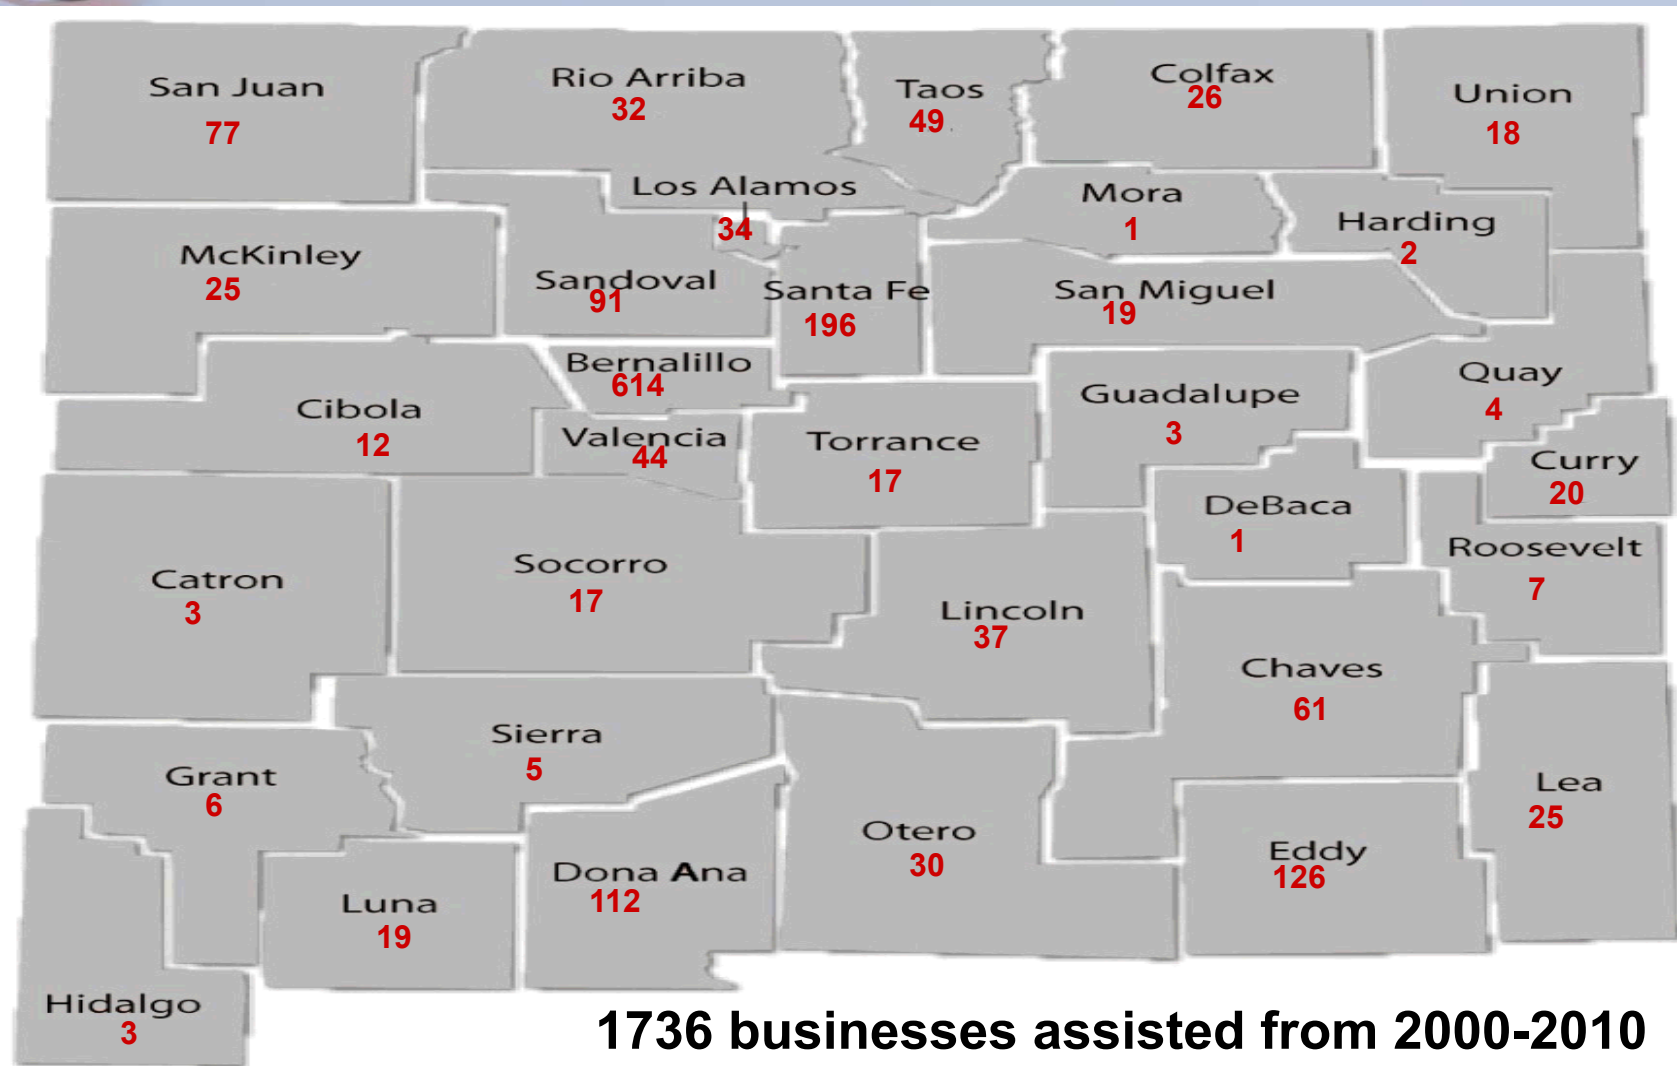 San Juan
77
Rio Arriba
32
Taos
49
Colfax
26
Union
18
Los Alamos
34
Mora
1
Harding
2
McKinley
25
Sandoval
91
Santa Fe
196
San Miguel
19
Bernalillo
614
Quay
4
Cibola
12
Valencia
44
Torrance
17
Guadalupe
3
Curry
20
DeBaca
1
Roosevelt
7
Catron
3
Socorro
17
Lincoln
37
Chaves
61
Sierra
5
Grant
6
Lea
25
Otero
30
Eddy
126
Dona Ana
112
Luna
19
Hidalgo
3
1736 businesses assisted from 2000-2010